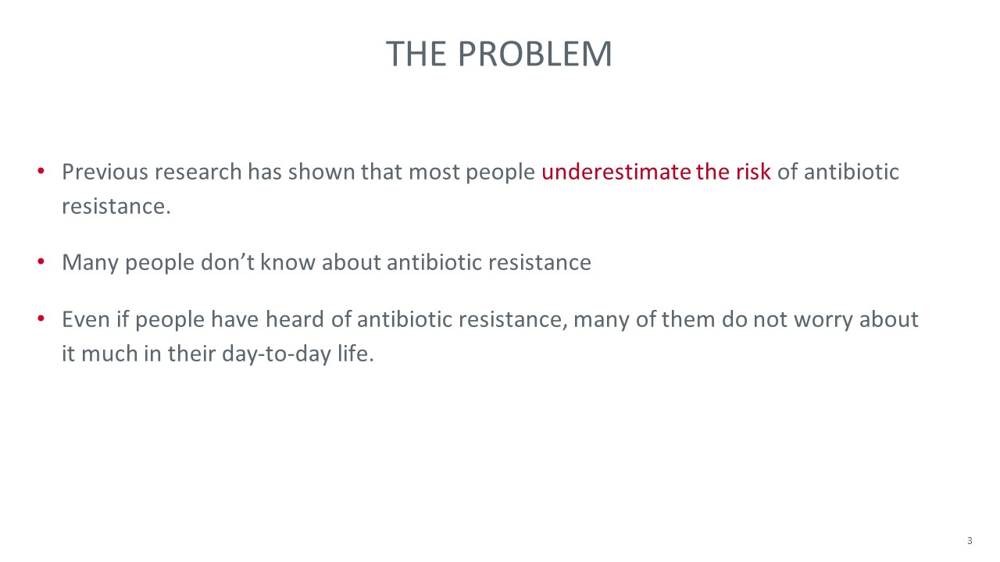 THE PROBLEM
• Previous research has shown that most people underestimate the risk of antibiotic
resistance.
• Many people don’t know about antibiotic resistance
• Even if people have heard of antibiotic resistance, many of them do not worry about
it much in their day-to-day life.
3